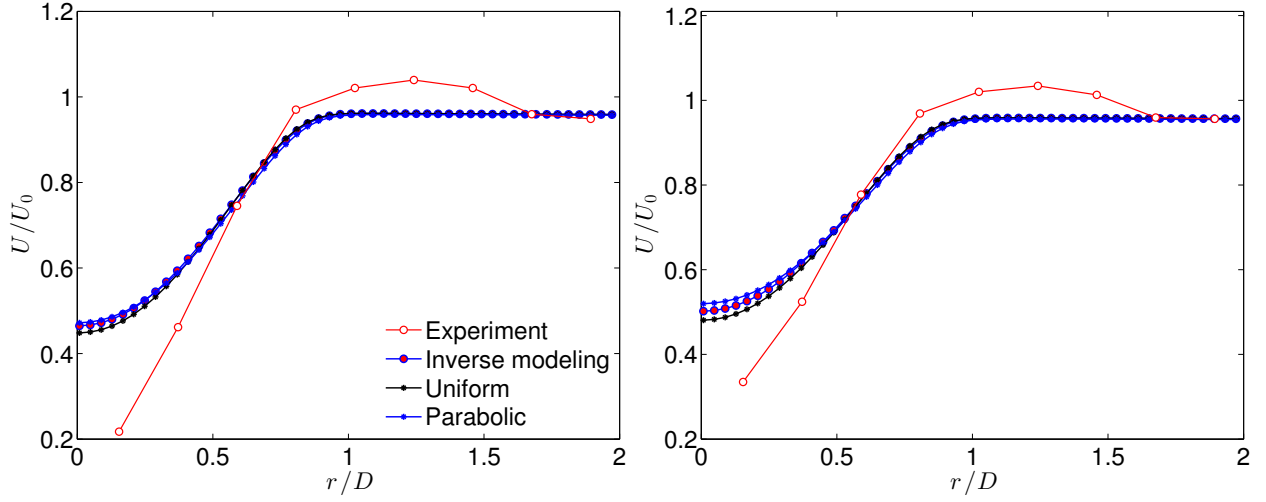 1.2
1
0.8
0.6
0.4
0.2
U/U₀
0 0.5 1 1.5 2
r/D
Experiment
Inverse modeling
Uniform
Parabolic
1.2
1
0.8
0.6
0.4
0.2
U/U₀
0 0.5 1 1.5 2
r/D